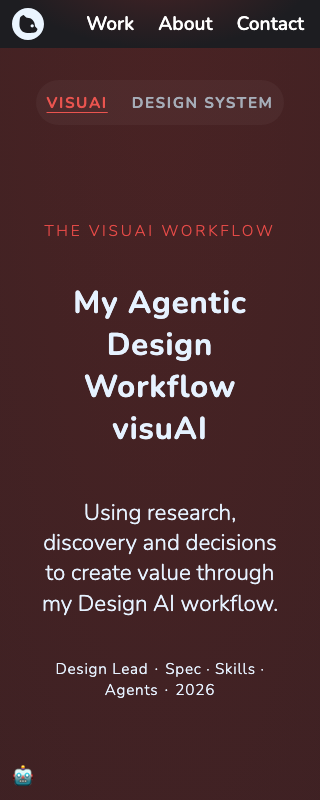 Work About Contact
VISUAI DESIGN SYSTEM
THE VISUAI WORKFLOW
My Agentic
Design
Workflow
visuAI
Using research,
discovery and decisions
to create value through
my Design AI workflow.
Design Lead · Spec · Skills ·
Agents · 2026